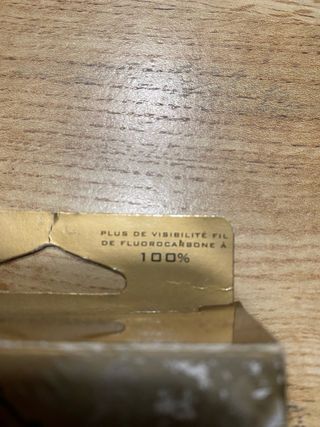 PLUS DE VISIBILITÉ FIL
DE FLUOROCARBONE À
100%